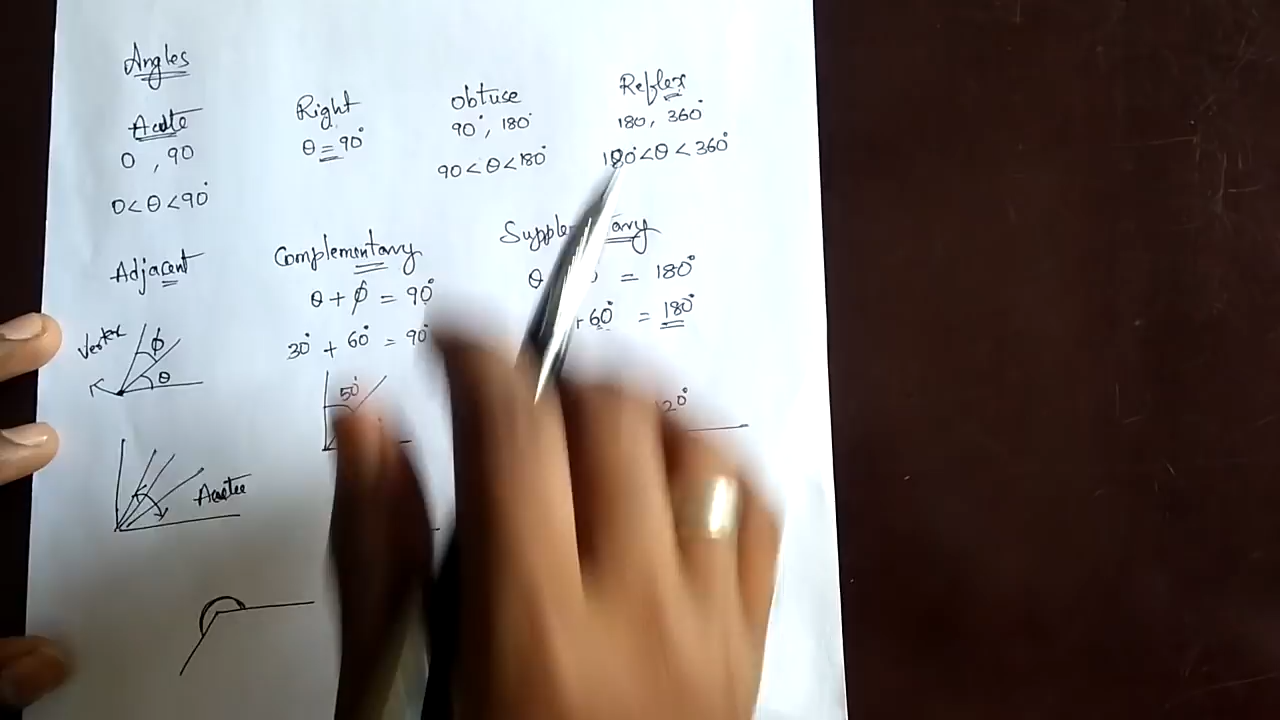 Angles
Acute
0 , 90
0 < θ < 90°
Right
θ = 90°
Obtuse
90°, 180°
90 < θ < 180°
Reflex
180, 360°
180° < θ < 360°
Adjacent
Vertex
ϕ
θ
Complementary
θ + ϕ = 90°
30° + 60° = 90°
50°
θ = 180°
+ 60° = 180°
20°